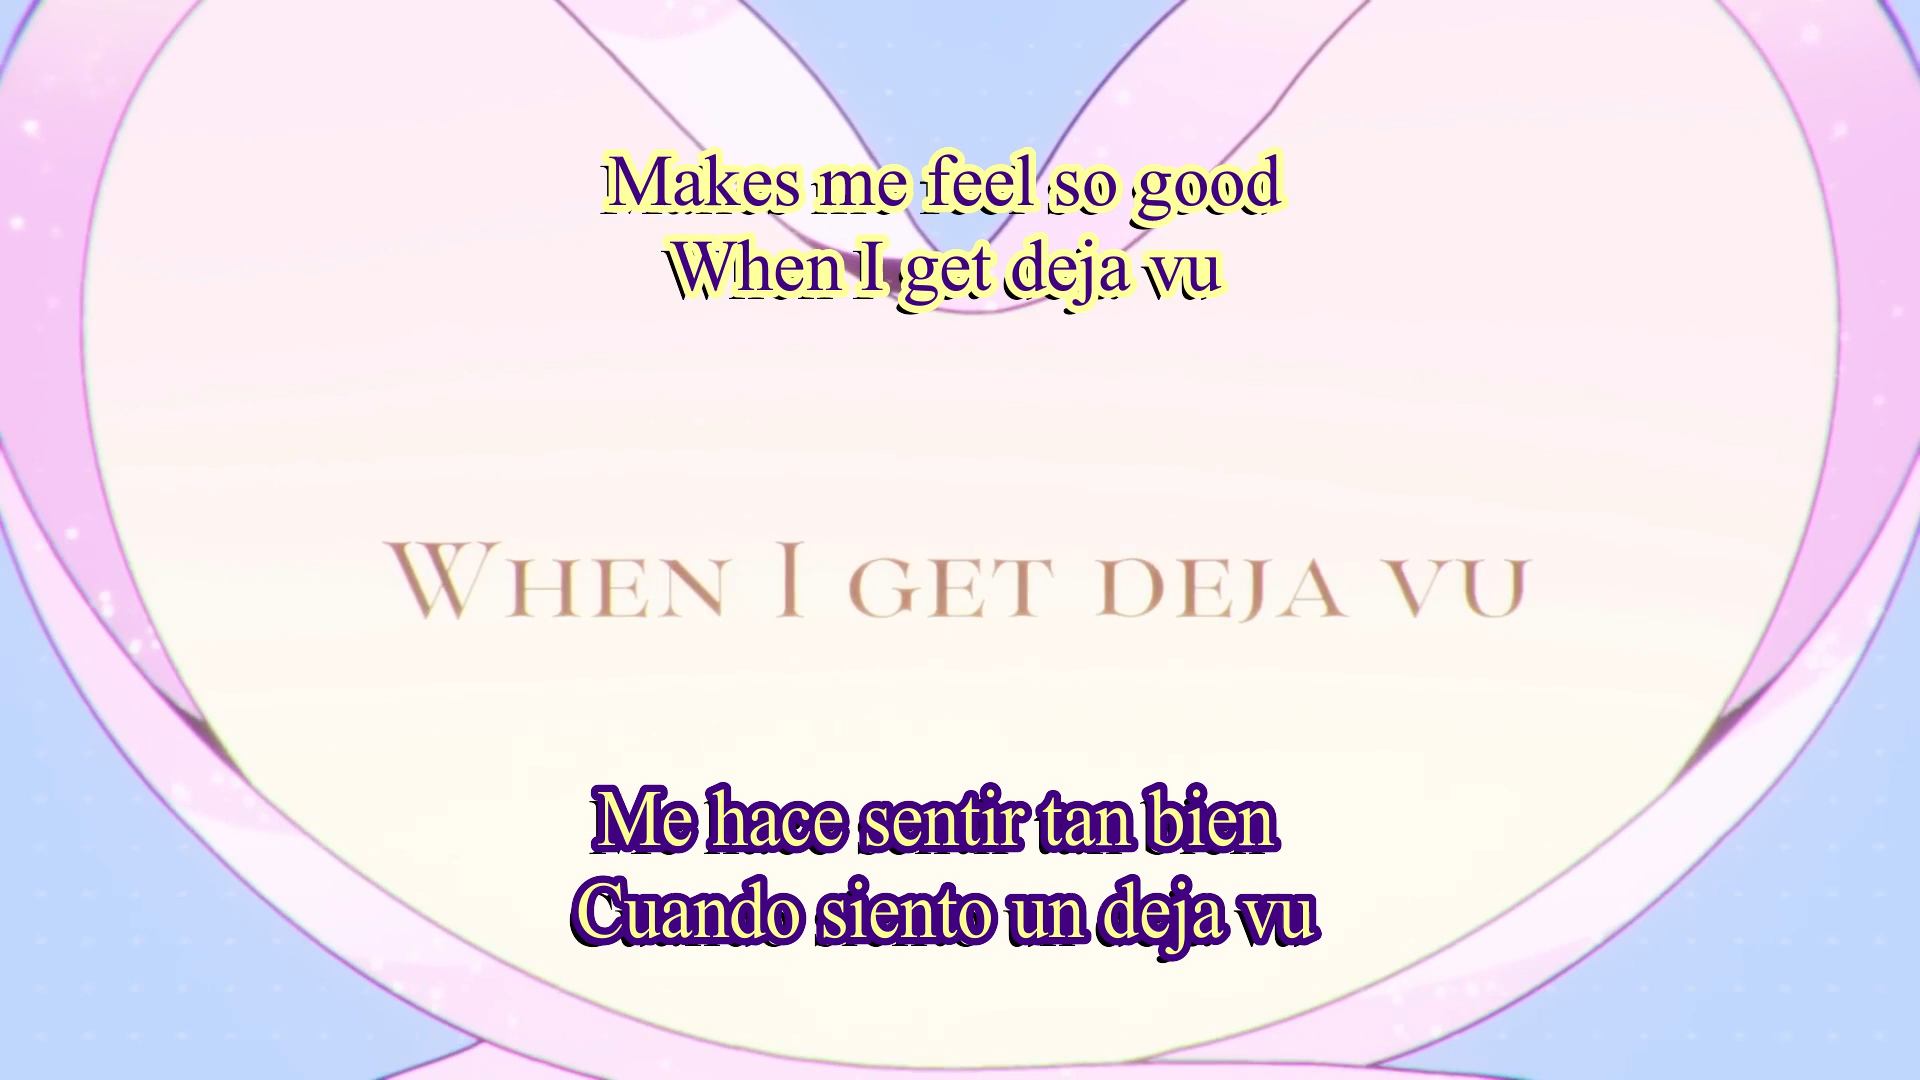 Makes me feel so good
When I get deja vu
When I get deja vu
Me hace sentir tan bien
Cuando siento un deja vu